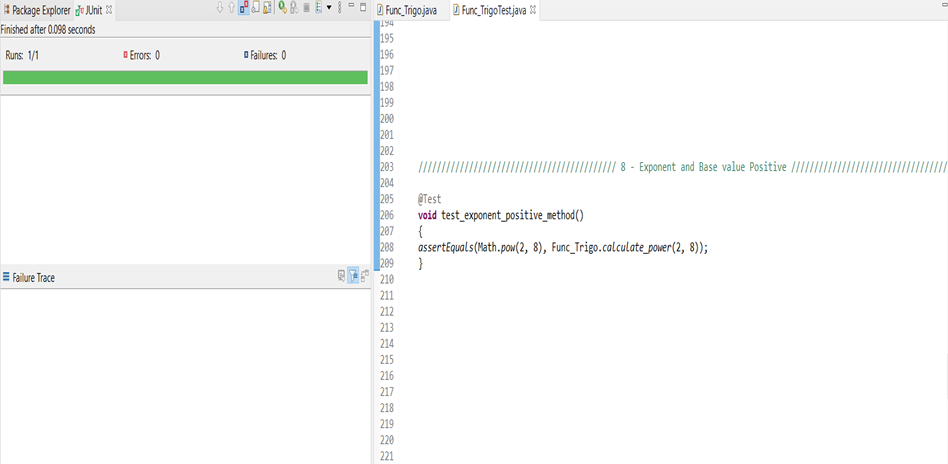 Package Explorer JUnit
Finished after 0.098 seconds
Runs: 1/1 Errors: 0 Failures: 0
Failure Trace
Func_Trigo.java Func_TrigoTest.java
194
195
196
197
198
199
200
201
202
203 /////////////////////////////////////////// 8 - Exponent and Base value Positive ///////////////////////////////////
204
205 @Test
206 void test_exponent_positive_method()
207 {
208 assertEquals(Math.pow(2, 8), Func_Trigo.calculate_power(2, 8));
209 }
210
211
212
213
214
215
216
217
218
219
220
221